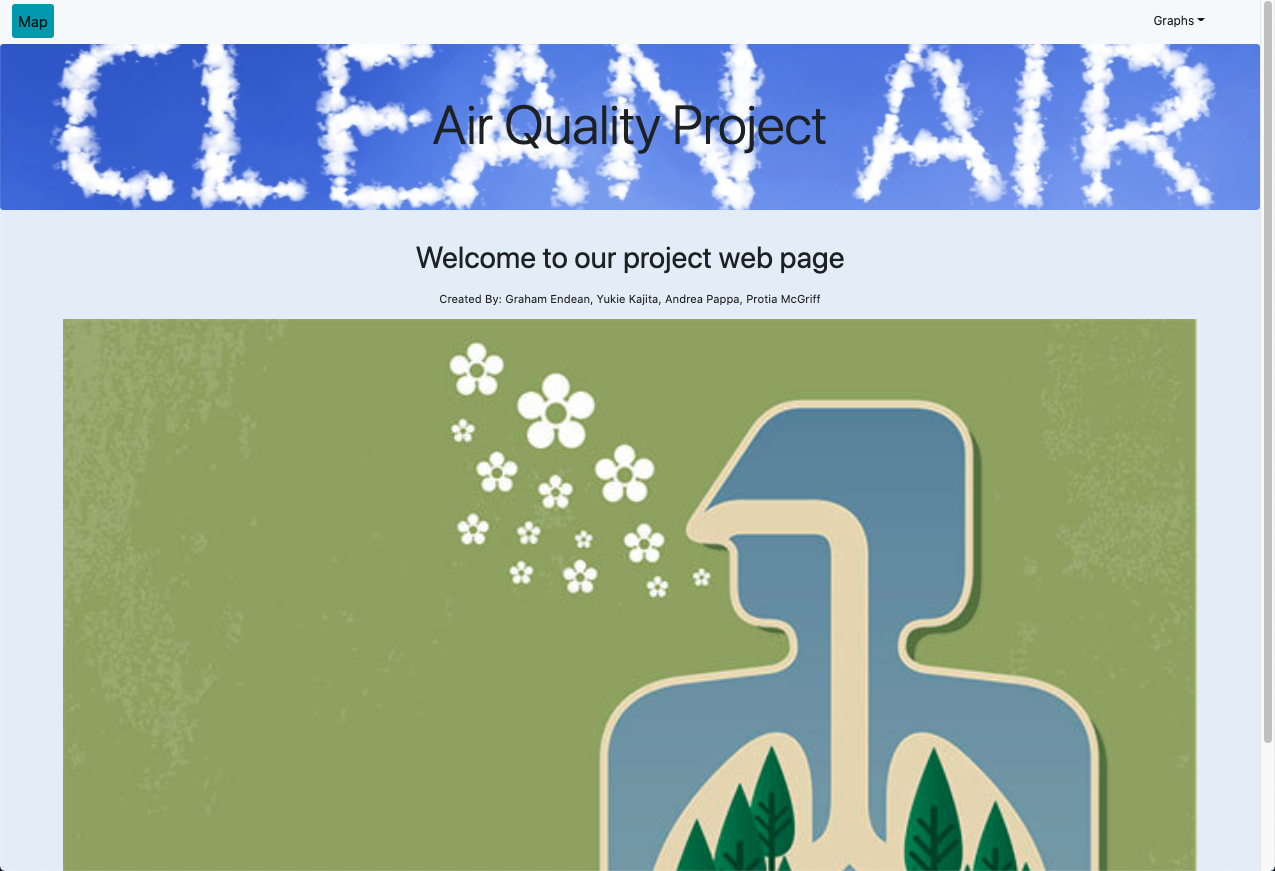 Map
Graphs
CLEAN AIR
Air Quality Project
Welcome to our project web page
Created By: Graham Endean, Yukie Kajita, Andrea Pappa, Protia McGriff